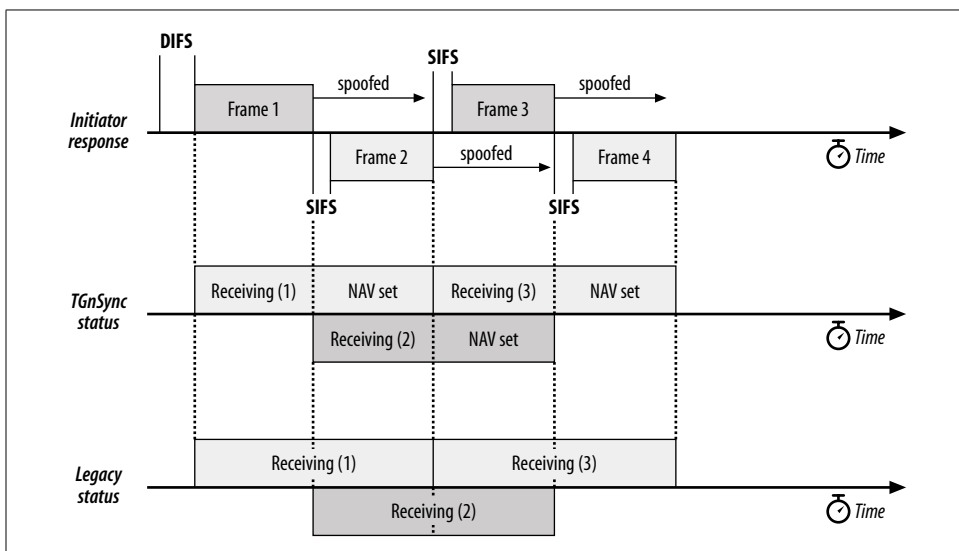 DIFS
SIFS
spoofed
spoofed
Frame 1
Frame 3
Initiator
response
Time
Frame 2
spoofed
Frame 4
SIFS
SIFS
Receiving (1)
NAV set
Receiving (3)
NAV set
TGnSync
status
Time
Receiving (2)
NAV set
Receiving (1)
Receiving (3)
Legacy
status
Time
Receiving (2)